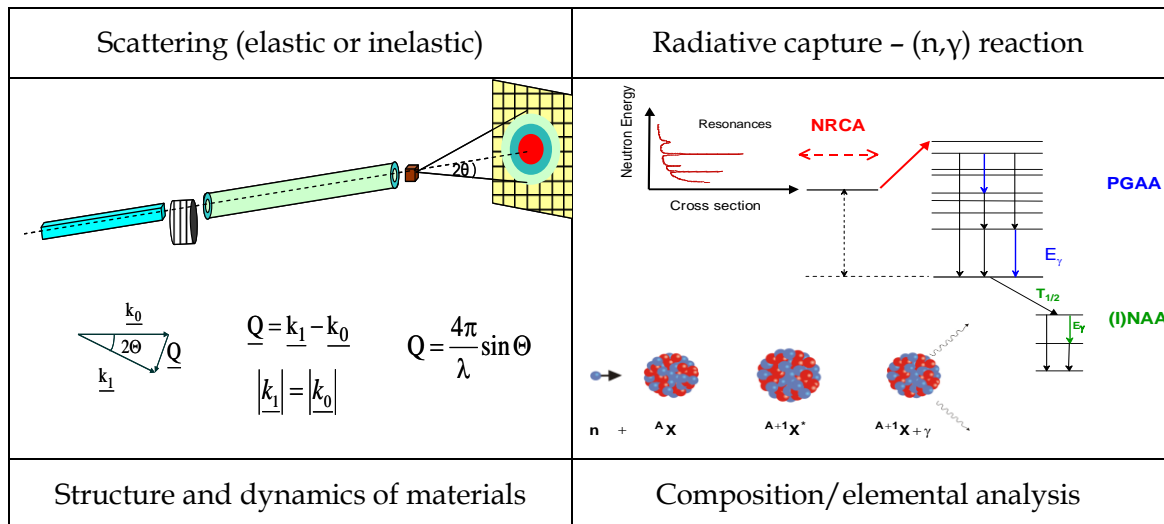 Scattering (elastic or inelastic)
Radiative capture – (n,γ) reaction
2θ
k₀
2Θ
Q
k₁
Q = k₁ − k₀
|k₁| = |k₀|
Q = 4π/λ sin Θ
Neutron Energy
Resonances
NRCA
Cross section
PGAA
Eγ
T1/2
Eγ
(I)NAA
n + ᴬX A+1X* A+1X + γ
Structure and dynamics of materials
Composition/elemental analysis